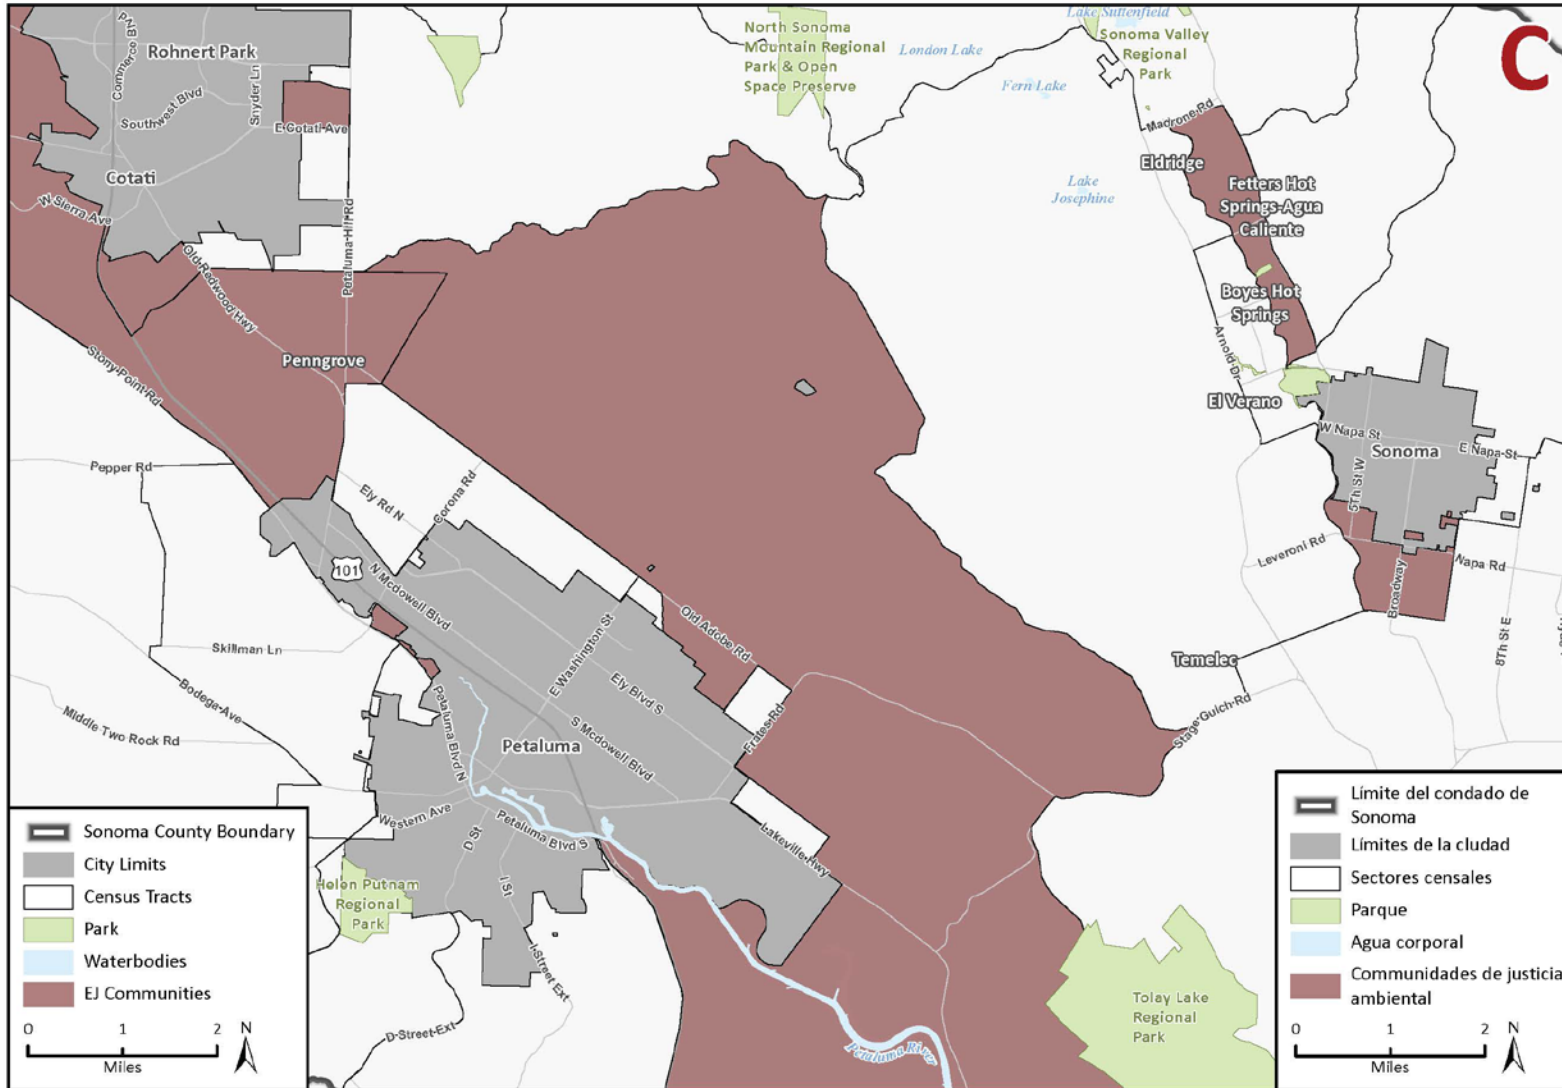 C
Lake Suttenfield
North Sonoma
Mountain Regional
Park & Open
Space Preserve
London Lake
Sonoma Valley
Regional
Park
Fern Lake
Rohnert Park
Commerce Bl
Snyder Ln
Southwest Blvd
E Cotati Ave
Cotati
W Sierra Ave
Madrone Rd
Eldridge
Lake
Josephine
Fetters Hot
Springs-Agua
Caliente
Old Redwood Hwy
Petaluma Hill Rd
Boyes Hot
Springs
Arnold Dr
Penngrove
Stony Point Rd
El Verano
W Napa St
Sonoma
E Napa St
5Th St W
Pepper Rd
Ely Rd N
Corona Rd
Leveroni Rd
Napa Rd
Broadway
8Th St E
101
N Mcdowell Blvd
Old Adobe Rd
E Washington St
Skillman Ln
Ely Blvd S
Temelec
Stage Gulch Rd
Bodega Ave
Middle Two Rock Rd
Petaluma Blvd N
S Mcdowell Blvd
Frates Rd
Petaluma
Western Ave
D St
Petaluma Blvd S
Lakeville Hwy
I St
Helen Putnam
Regional
Park
I Street Ext
D Street Ext
Tolay Lake
Regional
Park
Petaluma River
Sonoma County Boundary
City Limits
Census Tracts
Park
Waterbodies
EJ Communities
0 1 2
Miles
N
Límite del condado de
Sonoma
Límites de la cludad
Sectores censales
Parque
Agua corporal
Communidades de justicia
ambiental
0 1 2
Miles
N